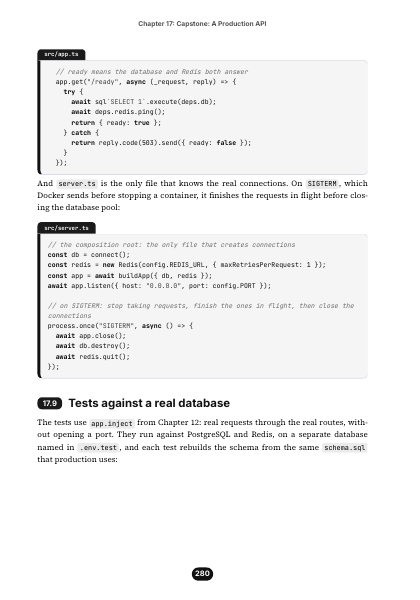 Chapter 17: Capstone: A Production API
src/app.ts
// ready means the database and Redis both answer
app.get("/ready", async (_request, reply) => {
try {
await sql`SELECT 1`.execute(deps.db);
await deps.redis.ping();
return { ready: true };
} catch {
return reply.code(503).send({ ready: false });
}
});
And server.ts is the only file that knows the real connections. On SIGTERM, which
Docker sends before stopping a container, it finishes the requests in flight before clos-
ing the database pool:
src/server.ts
// the composition root: the only file that creates connections
const db = connect();
const redis = new Redis(config.REDIS_URL, { maxRetriesPerRequest: 1 });
const app = await buildApp({ db, redis });
await app.listen({ host: "0.0.0.0", port: config.PORT });
// on SIGTERM: stop taking requests, finish the ones in flight, then close the
connections
process.once("SIGTERM", async () => {
await app.close();
await db.destroy();
await redis.quit();
});
17.9 Tests against a real database
The tests use app.inject from Chapter 12: real requests through the real routes, with-
out opening a port. They run against PostgreSQL and Redis, on a separate database
named in .env.test, and each test rebuilds the schema from the same schema.sql
that production uses:
280